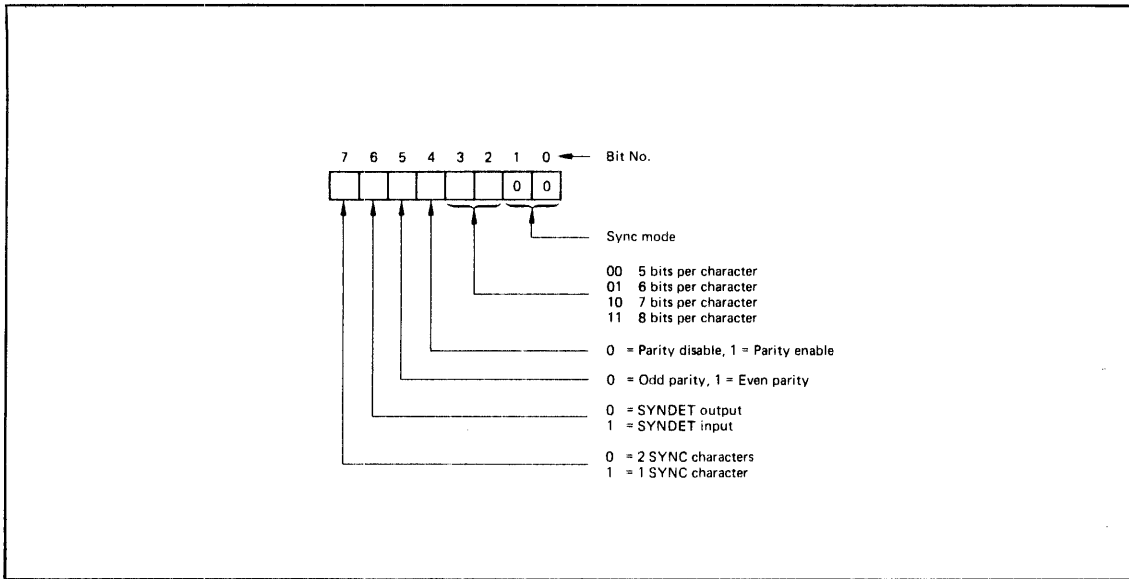 7 6 5 4 3 2 1 0 Bit No.
0 0
Sync mode
00 5 bits per character
01 6 bits per character
10 7 bits per character
11 8 bits per character
0 = Parity disable, 1 = Parity enable
0 = Odd parity, 1 = Even parity
0 = SYNDET output
1 = SYNDET input
0 = 2 SYNC characters
1 = 1 SYNC character